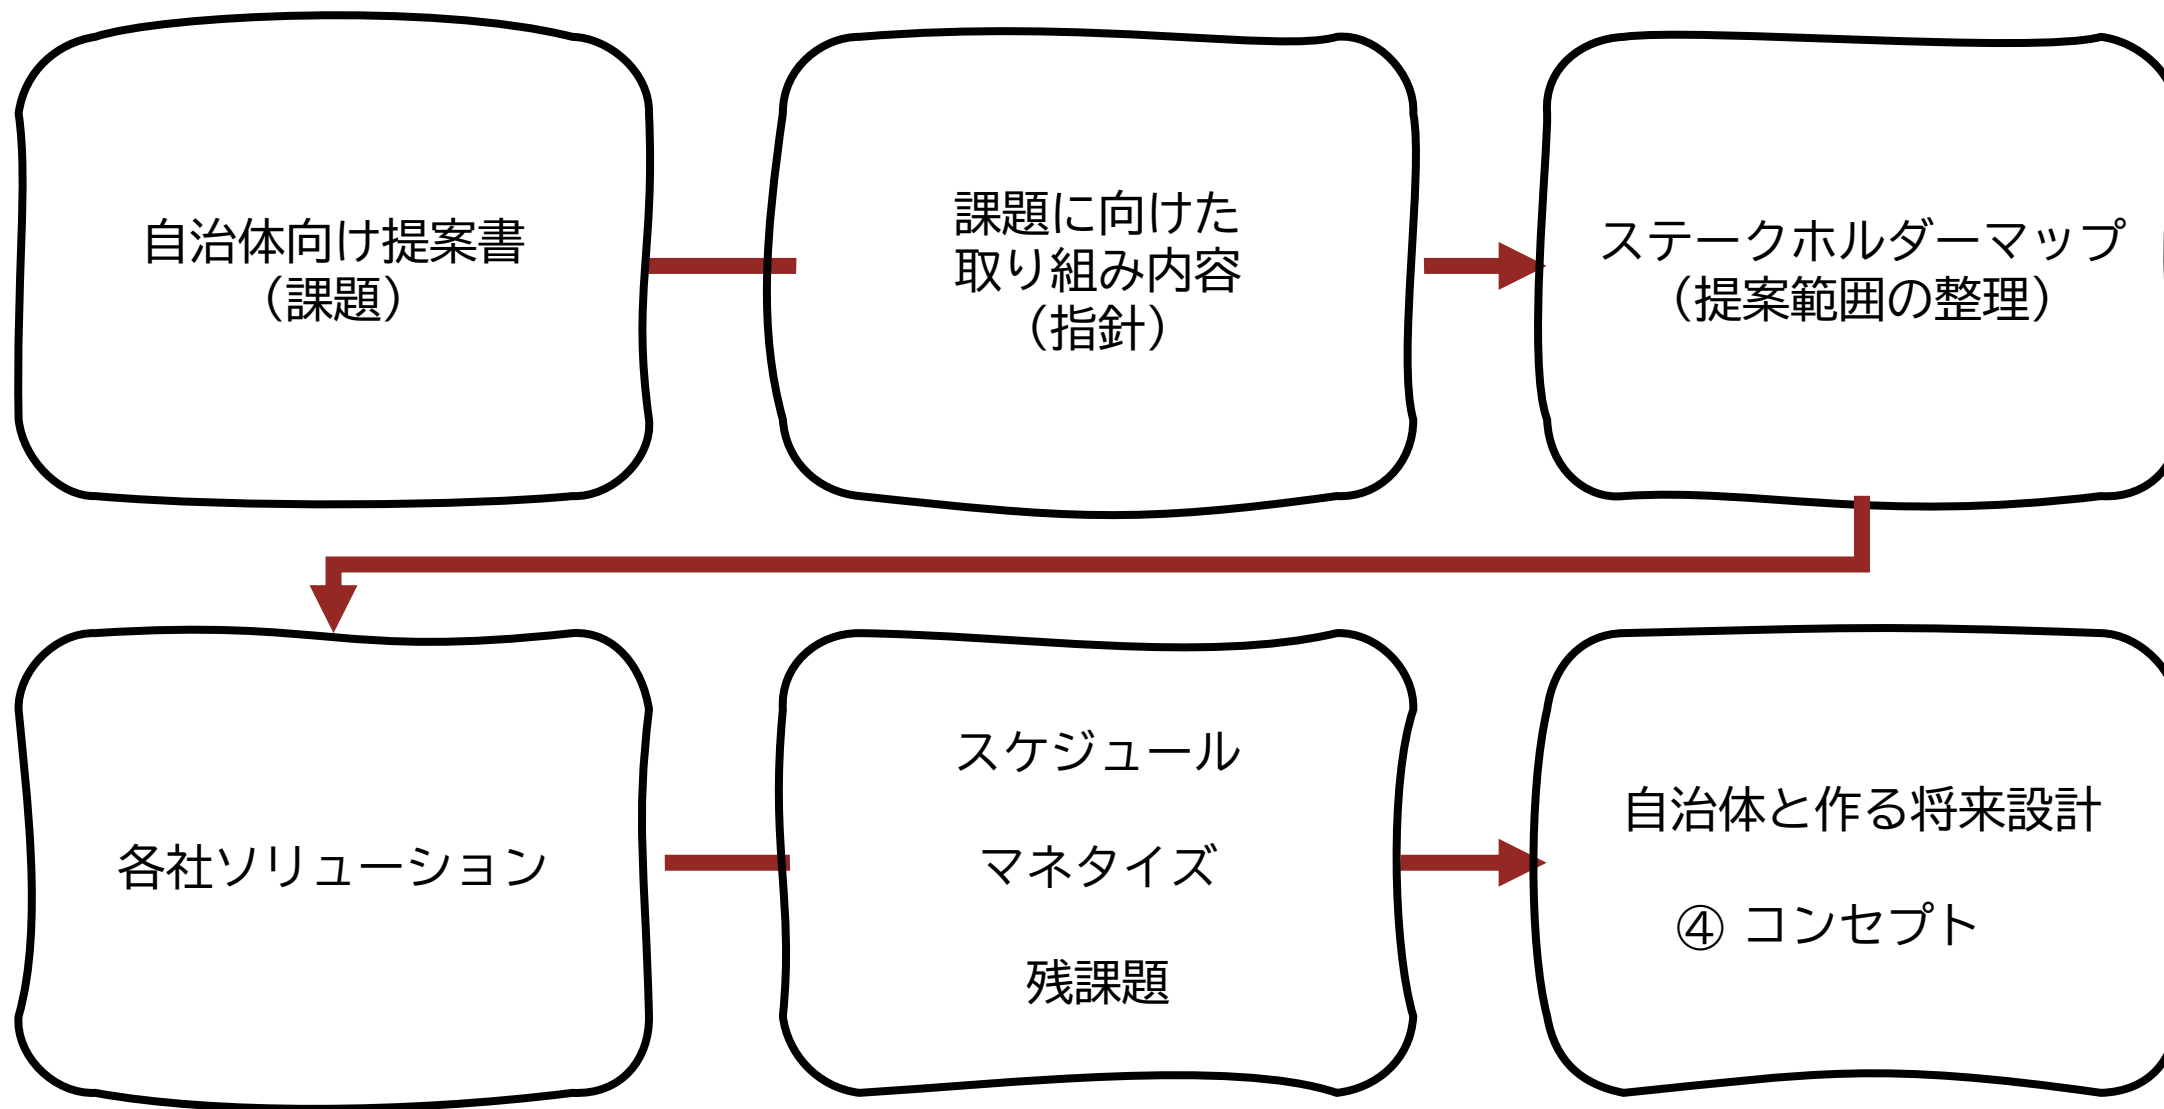 自治体向け提案書
（課題）
課題に向けた
取り組み内容
（指針）
ステークホルダーマップ
（提案範囲の整理）
各社ソリューション
スケジュール
マネタイズ
残課題
自治体と作る将来設計
④ コンセプト